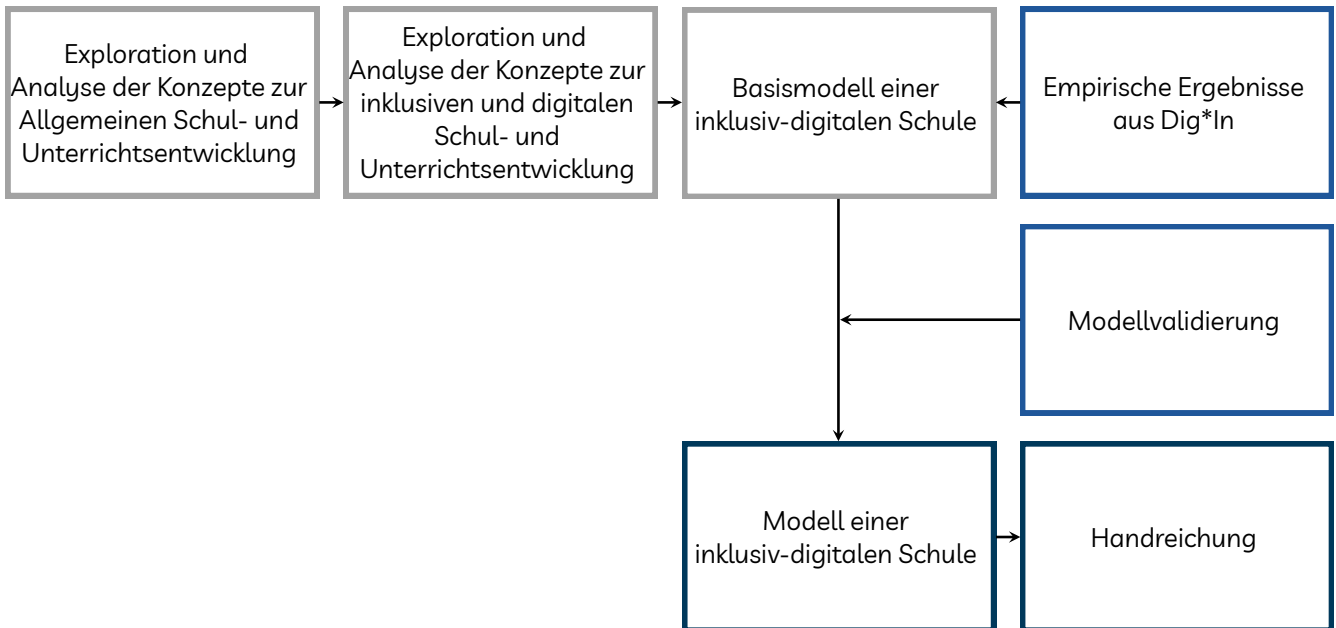 Exploration und
Analyse der Konzepte zur
Allgemeinen Schul- und
Unterrichtsentwicklung
Exploration und
Analyse der Konzepte zur
inklusiven und digitalen
Schul- und
Unterrichtsentwicklung
Basismodell einer
inklusiv-digitalen Schule
Empirische Ergebnisse
aus Dig*In
Modellvalidierung
Modell einer
inklusiv-digitalen Schule
Handreichung